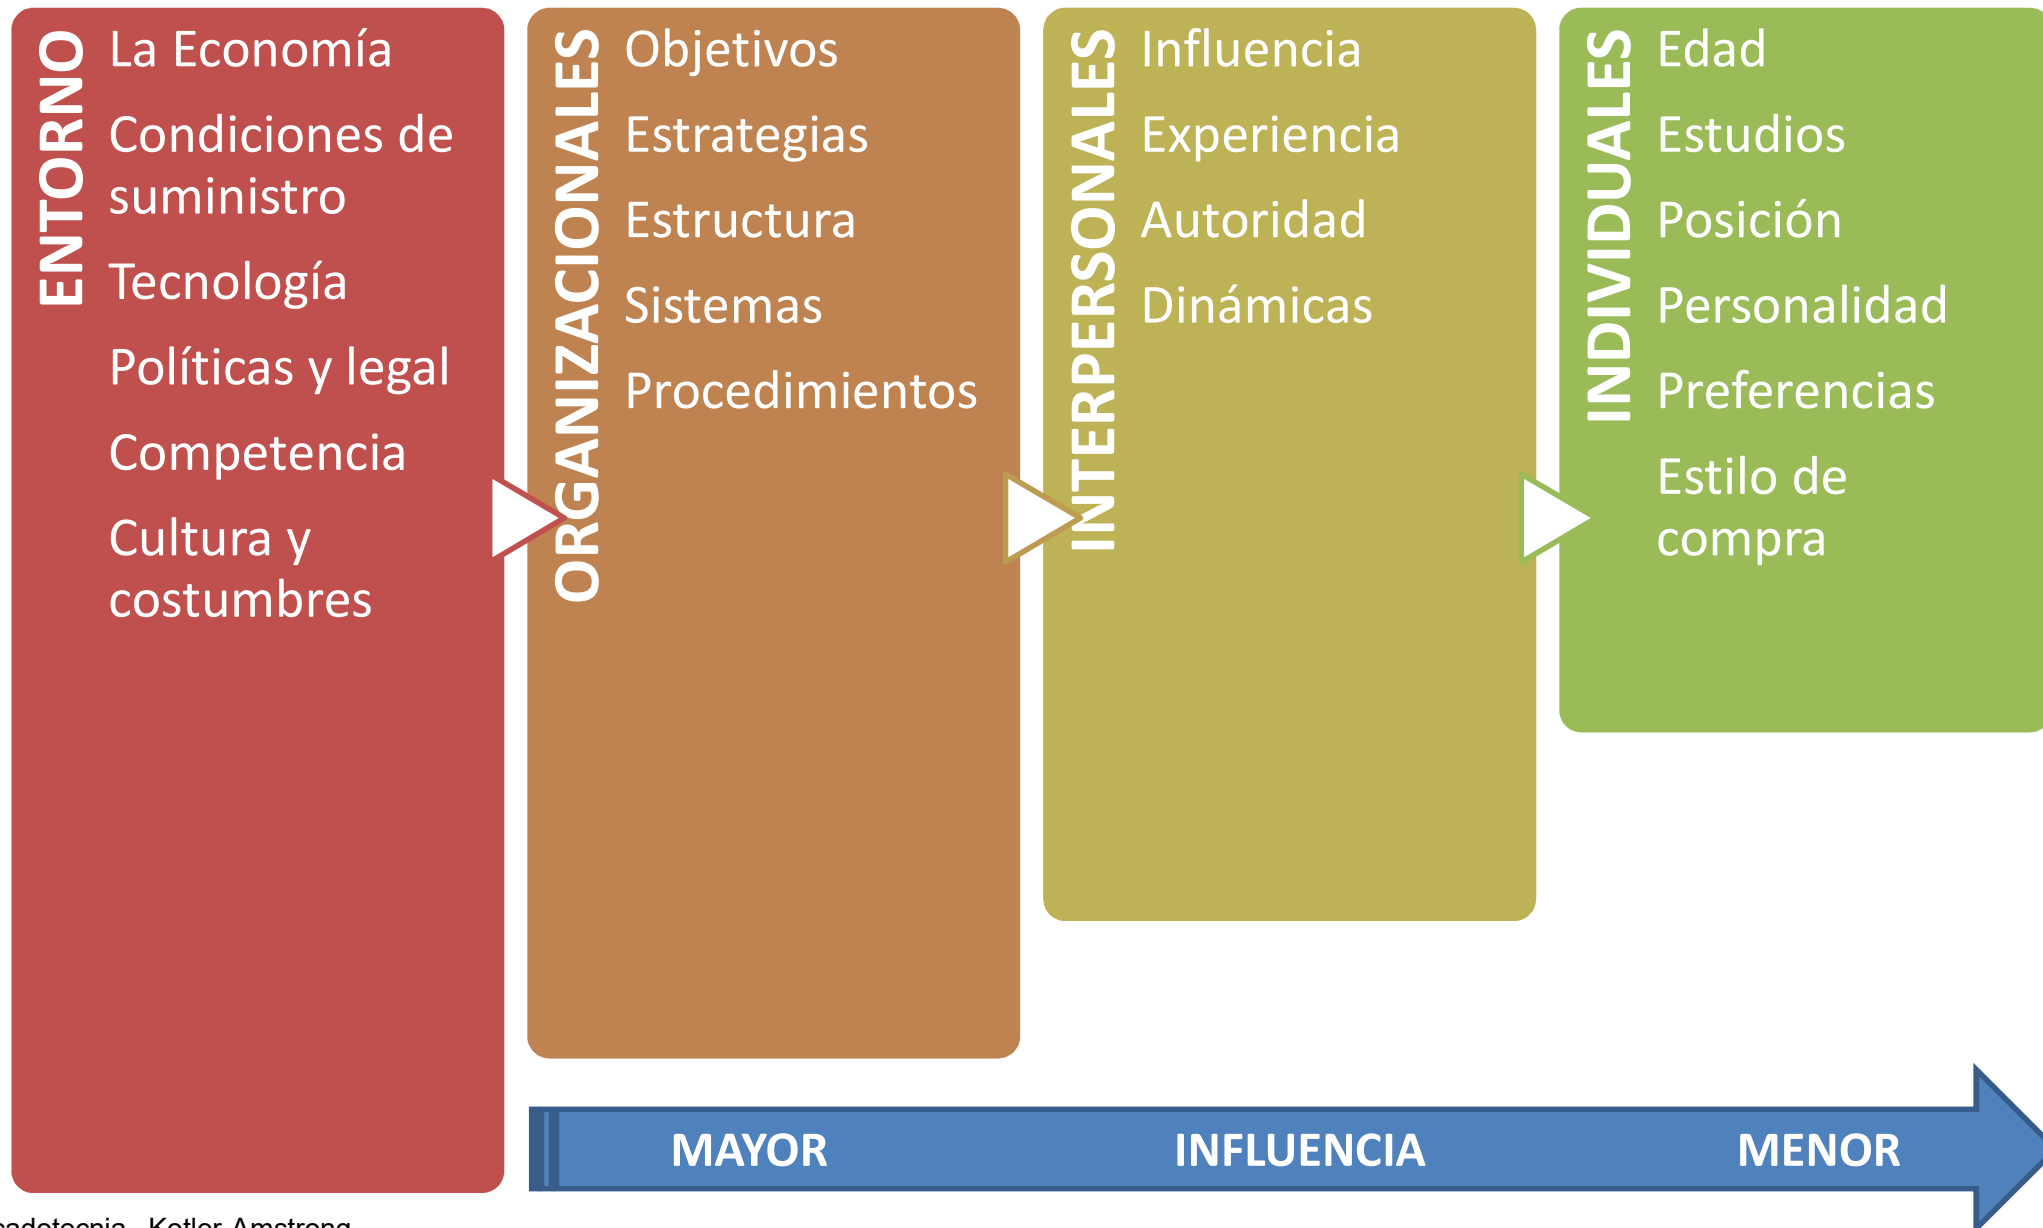 ENTORNO
La Economía
Condiciones de
suministro
Tecnología
Políticas y legal
Competencia
Cultura y
costumbres
ORGANIZACIONALES
Objetivos
Estrategias
Estructura
Sistemas
Procedimientos
INTERPERSONALES
Influencia
Experiencia
Autoridad
Dinámicas
INDIVIDUALES
Edad
Estudios
Posición
Personalidad
Preferencias
Estilo de
compra
MAYOR INFLUENCIA MENOR
Kotler Amstrong